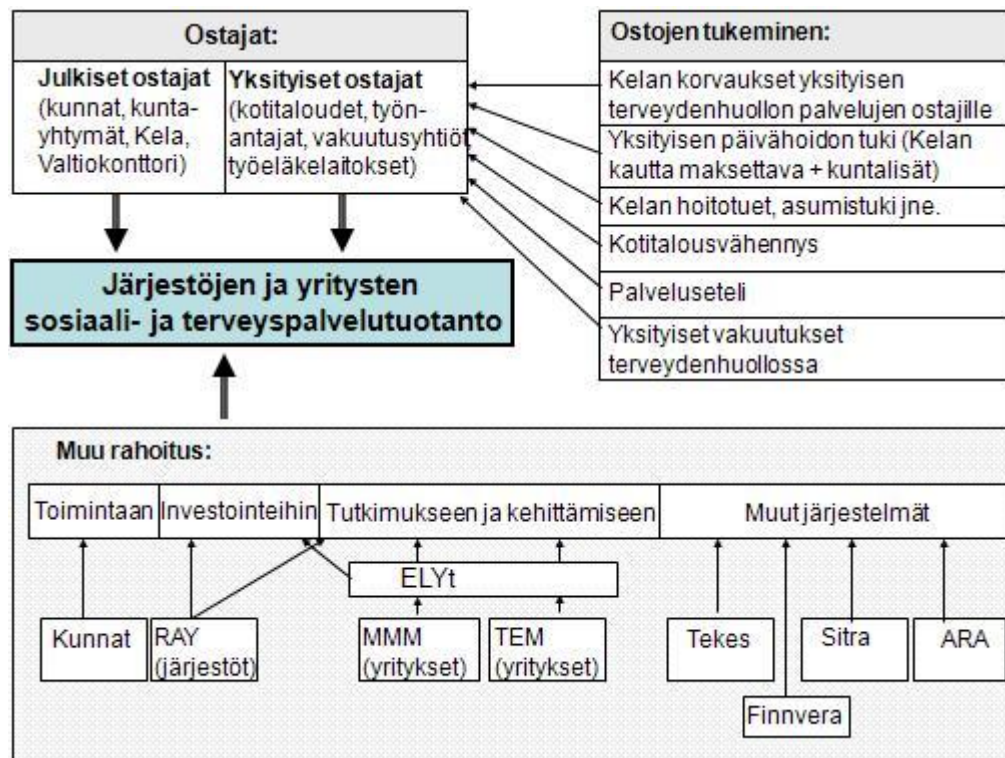 Ostajat:
Julkiset ostajat
(kunnat, kunta-
yhtymät, Kela,
Valtiokonttori)
Yksityiset ostajat
(kotitaloudet, työn-
antajat, vakuutusyhtiöt,
työeläkelaitokset)
Ostojen tukeminen:
Kelan korvaukset yksityisen
terveydenhuollon palvelujen ostajille
Yksityisen päivähoidon tuki (Kelan
kautta maksettava + kuntalisät)
Kelan hoitotuet, asumistuki jne.
Kotitalousvähennys
Palveluseteli
Yksityiset vakuutukset
terveydenhuollossa
Järjestöjen ja yritysten
sosiaali- ja terveyspalvelutuotanto
Muu rahoitus:
Toimintaan
Investointeihin
Tutkimukseen ja kehittämiseen
Muut järjestelmät
ELYt
Kunnat
RAY
(järjestöt)
MMM
(yritykset)
TEM
(yritykset)
Tekes
Sitra
ARA
Finnvera